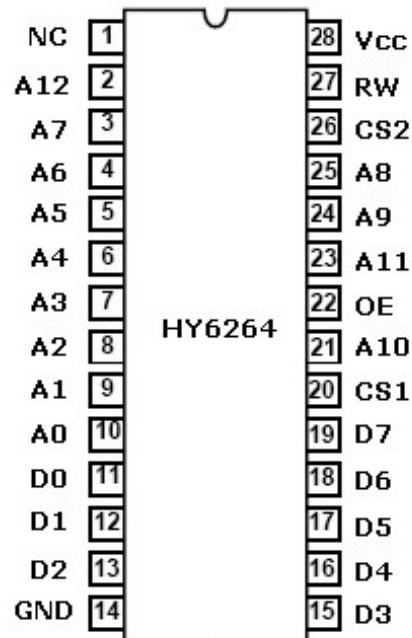 NC 1 28 Vcc
A12 2 27 RW
A7 3 26 CS2
A6 4 25 A8
A5 5 24 A9
A4 6 23 A11
A3 7 22 OE
HY6264
A2 8 21 A10
A1 9 20 CS1
A0 10 19 D7
D0 11 18 D6
D1 12 17 D5
D2 13 16 D4
GND 14 15 D3